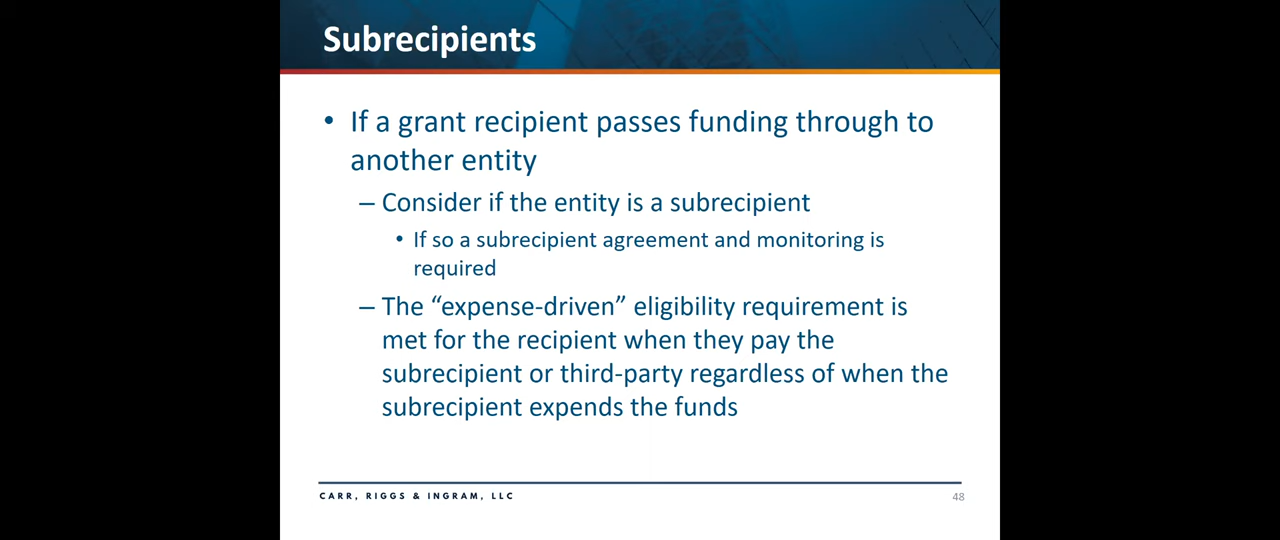 Subrecipients
• If a grant recipient passes funding through to
another entity
– Consider if the entity is a subrecipient
• If so a subrecipient agreement and monitoring is
required
– The “expense-driven” eligibility requirement is
met for the recipient when they pay the
subrecipient or third-party regardless of when the
subrecipient expends the funds
CARR, RIGGS & INGRAM, LLC
48